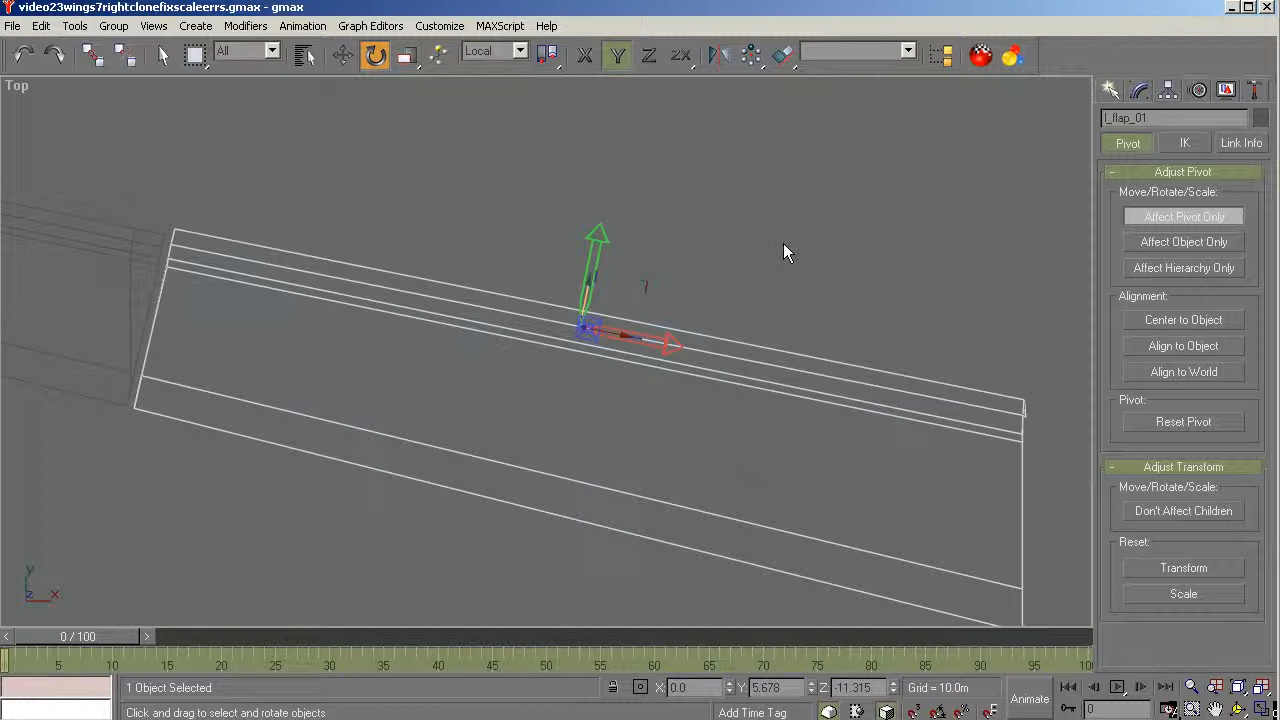 video23wings7rightclonefixscaleerrs.gmax - gmax
File Edit Tools Group Views Create Modifiers Animation Graph Editors Customize MAXScript Help
All Local X Y Z ZX
Top
l_flap_01
Pivot IK Link Info
- Adjust Pivot
Move/Rotate/Scale:
Affect Pivot Only
Affect Object Only
Affect Hierarchy Only
Alignment:
Center to Object
Align to Object
Align to World
Pivot:
Reset Pivot
- Adjust Transform
Move/Rotate/Scale:
Don't Affect Children
Reset:
Transform
Scale
y
z x
< 0 / 100 >
5 10 15 20 25 30 35 40 45 50 55 60 65 70 75 80 85 90 95 10
1 Object Selected X: 0.0 Y: 5.678 Z: -11.315 Grid = 10.0m Animate
Click and drag to select and rotate objects Add Time Tag 0